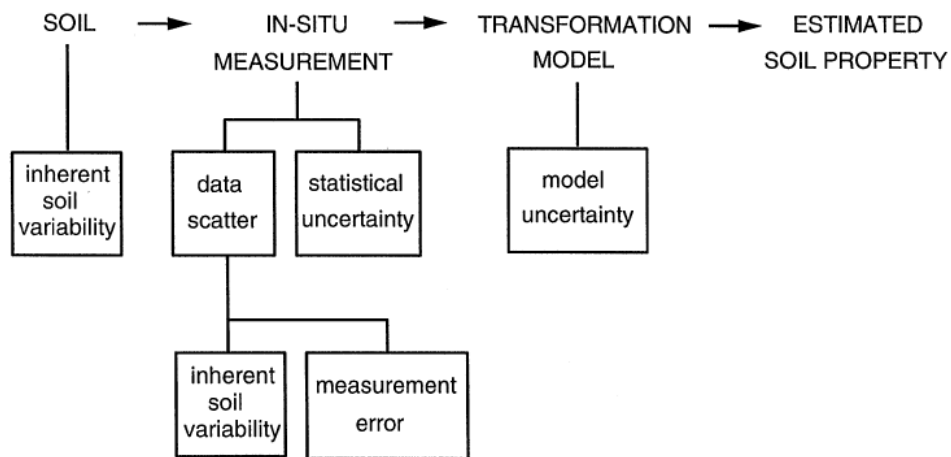 SOIL
IN-SITU
MEASUREMENT
TRANSFORMATION
MODEL
ESTIMATED
SOIL PROPERTY
inherent
soil
variability
data
scatter
statistical
uncertainty
model
uncertainty
inherent
soil
variability
measurement
error